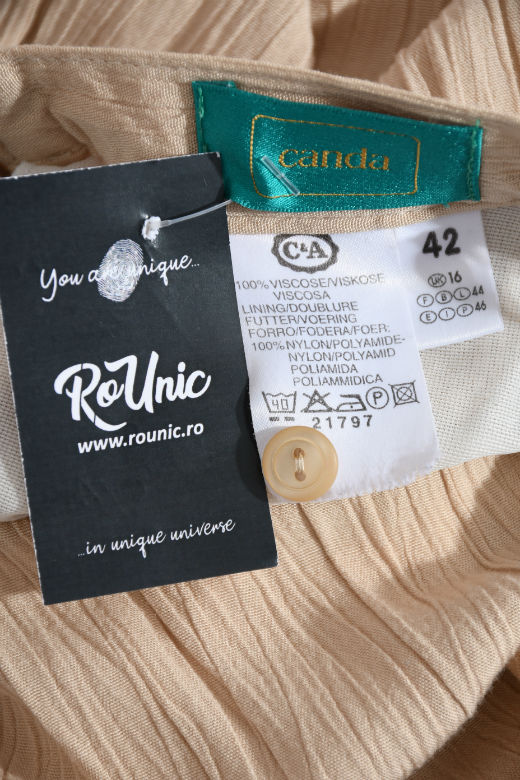 canda
You are unique...
RoUnic
www.rounic.ro
...in unique universe
C&A
100%VISCOSE/VISKOSE
VISCOSA
LINING/DOUBLURE
FUTTER/VOERING
FORRO/FODERA/FOER:
100%NYLON/POLYAMIDE-
NYLON/POLYAMID
POLIAMIDA
POLIAMMIDICA
40 A P
21797
42
UK 16
F B L 44
E I P 46